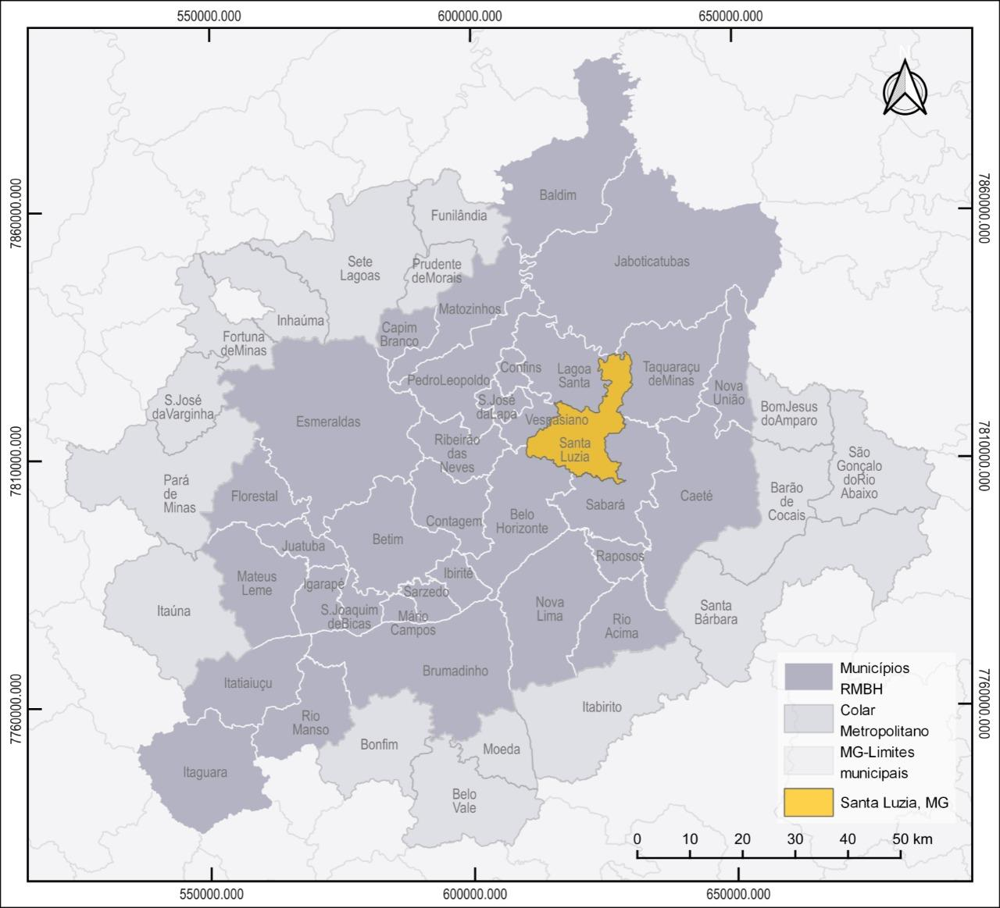 550000.000
600000.000
650000.000
N
7860000.000
7860000.000
7810000.000
7810000.000
7760000.000
7760000.000
Baldim
Funilândia
Jaboticatubas
Sete
Lagoas
Prudente
deMorais
Matozinhos
Inhaúma
Capim
Branco
Fortuna
deMinas
Confins
Lagoa
Santa
Taquaraçu
deMinas
PedroLeopoldo
Nova
União
S.José
daVarginha
S.José
daLapa
BomJesus
doAmparo
Esmeraldas
Vespasiano
Ribeirão
das
Neves
Santa
Luzia
São
Gonçalo
doRio
Abaixo
Pará
de
Minas
Florestal
Caeté
Barão
de
Cocais
Sabará
Contagem
Belo
Horizonte
Betim
Juatuba
Raposos
Mateus
Leme
Igarapé
Ibirité
Sarzedo
Itaúna
S.Joaquim
deBicas
Mário
Campos
Nova
Lima
Rio
Acima
Santa
Bárbara
Brumadinho
Itatiaiuçu
Itabirito
Rio
Manso
Bonfim
Moeda
Itaguara
Belo
Vale
Municípios
RMBH
Colar
Metropolitano
MG-Limites
municipais
Santa Luzia, MG
0 10 20 30 40 50 km
550000.000
600000.000
650000.000